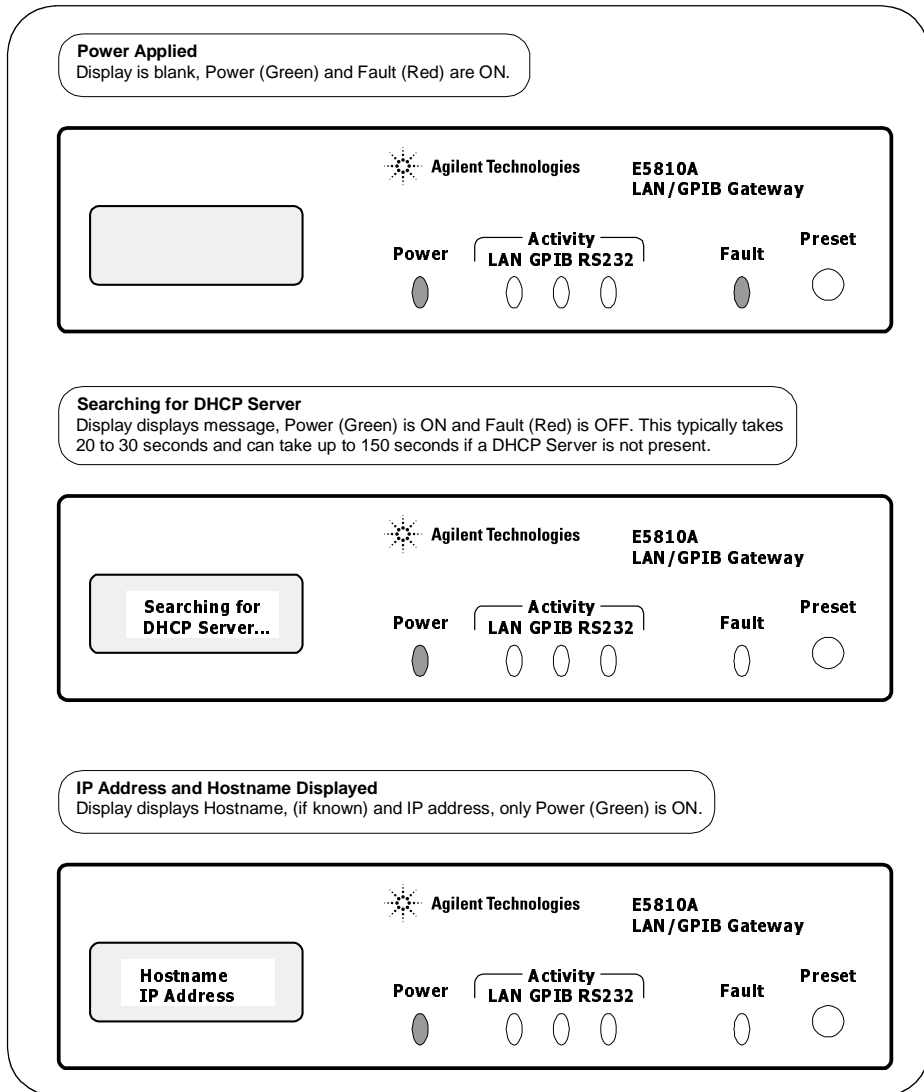 Power Applied
Display is blank, Power (Green) and Fault (Red) are ON.
Agilent Technologies
E5810A
LAN/GPIB Gateway
Power
Activity
LAN GPIB RS232
Fault
Preset
Searching for DHCP Server
Display displays message, Power (Green) is ON and Fault (Red) is OFF. This typically takes
20 to 30 seconds and can take up to 150 seconds if a DHCP Server is not present.
Agilent Technologies
E5810A
LAN/GPIB Gateway
Searching for
DHCP Server...
Power
Activity
LAN GPIB RS232
Fault
Preset
IP Address and Hostname Displayed
Display displays Hostname, (if known) and IP address, only Power (Green) is ON.
Agilent Technologies
E5810A
LAN/GPIB Gateway
Hostname
IP Address
Power
Activity
LAN GPIB RS232
Fault
Preset